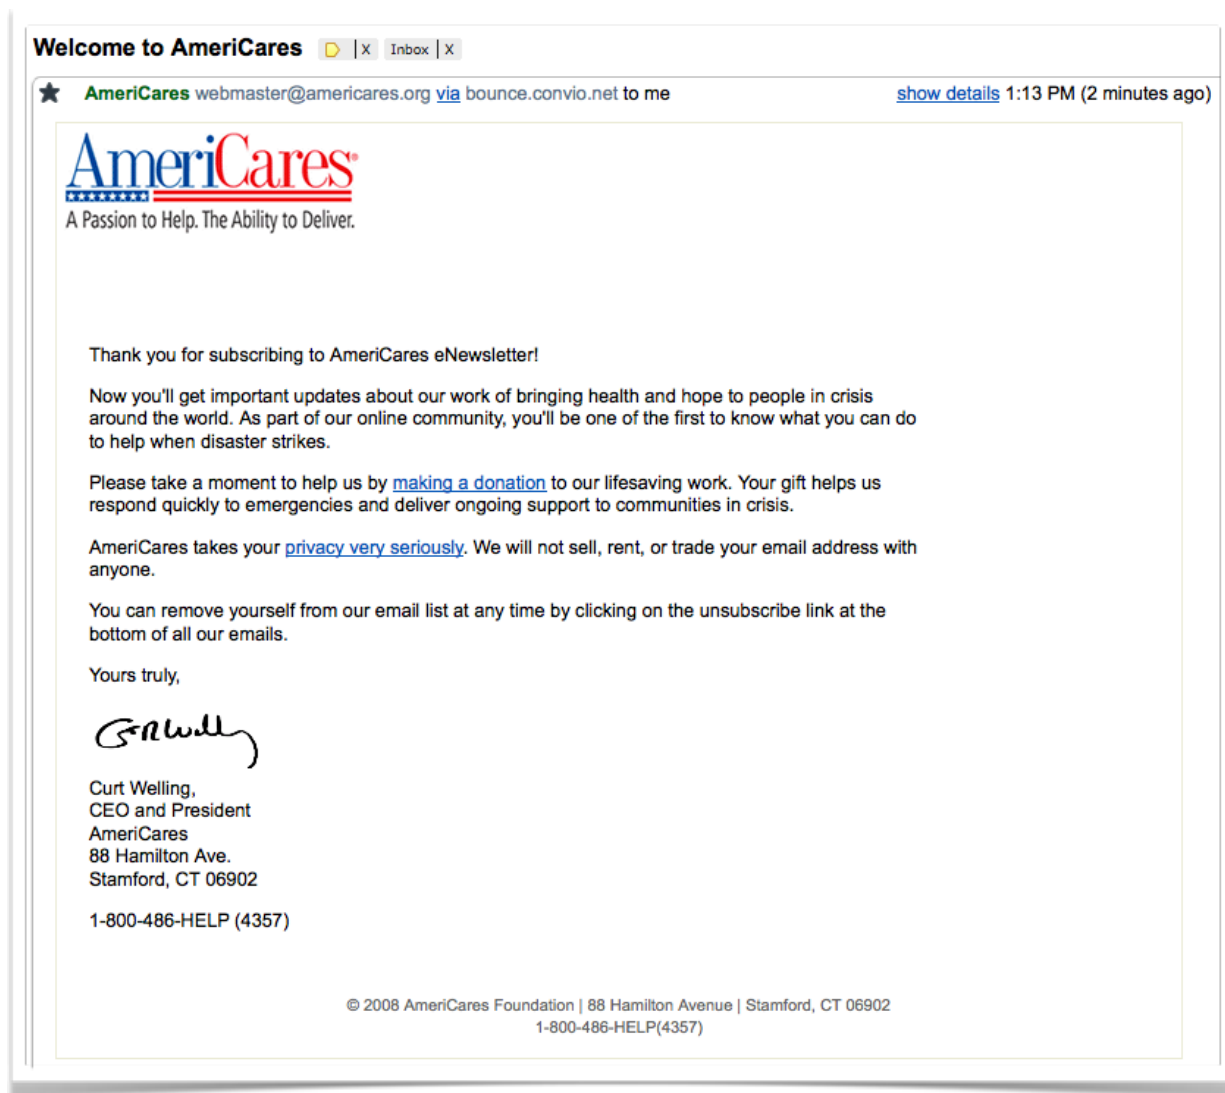 Welcome to AmeriCares X Inbox X
AmeriCares webmaster@americares.org via bounce.convio.net to me show details 1:13 PM (2 minutes ago)
AmeriCares®
A Passion to Help. The Ability to Deliver.
Thank you for subscribing to AmeriCares eNewsletter!
Now you'll get important updates about our work of bringing health and hope to people in crisis
around the world. As part of our online community, you'll be one of the first to know what you can do
to help when disaster strikes.
Please take a moment to help us by making a donation to our lifesaving work. Your gift helps us
respond quickly to emergencies and deliver ongoing support to communities in crisis.
AmeriCares takes your privacy very seriously. We will not sell, rent, or trade your email address with
anyone.
You can remove yourself from our email list at any time by clicking on the unsubscribe link at the
bottom of all our emails.
Yours truly,
Curt Welling,
CEO and President
AmeriCares
88 Hamilton Ave.
Stamford, CT 06902
1-800-486-HELP (4357)
© 2008 AmeriCares Foundation | 88 Hamilton Avenue | Stamford, CT 06902
1-800-486-HELP(4357)